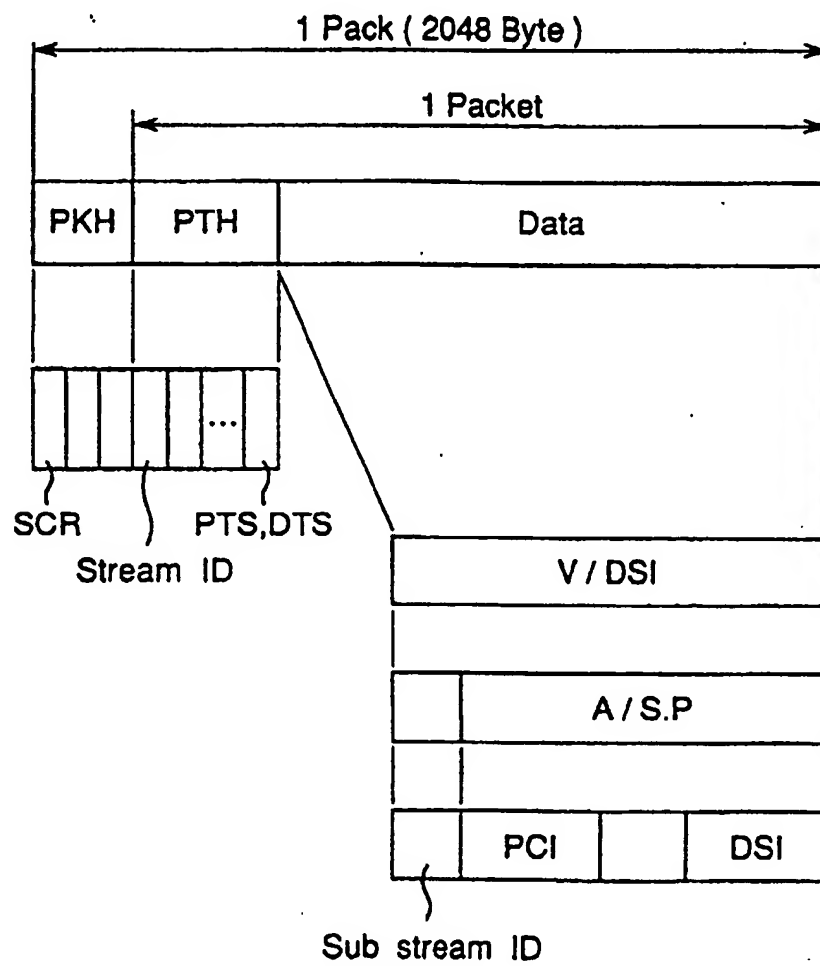 1 Pack ( 2048 Byte )
1 Packet
PKH PTH Data
...
SCR PTS,DTS
Stream ID
V / DSI
A / S.P
PCI DSI
Sub stream ID